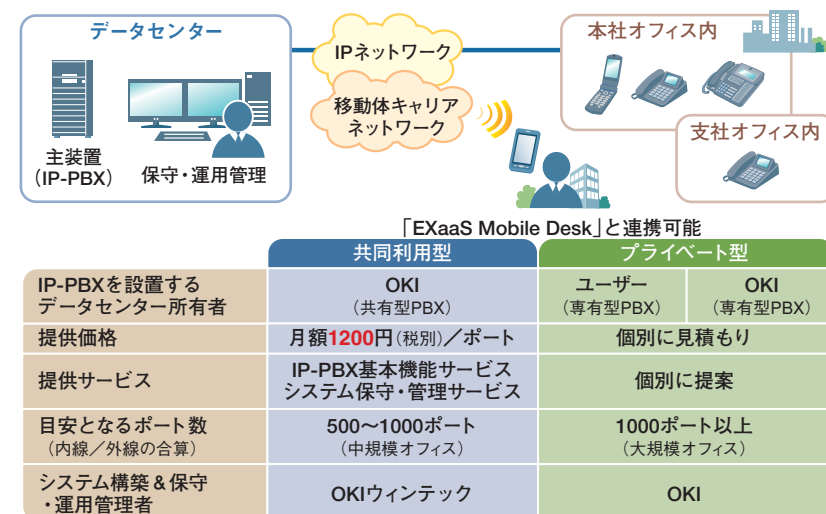 データセンター
主装置
（IP-PBX）
保守・運用管理
IPネットワーク
移動体キャリア
ネットワーク
本社オフィス内
支社オフィス内
「EXaaS Mobile Desk」と連携可能
共同利用型
プライベート型
IP-PBXを設置する
データセンター所有者
OKI
（共有型PBX）
ユーザー
（専有型PBX）
OKI
（専有型PBX）
提供価格
月額1200円（税別）／ポート
個別に見積もり
提供サービス
IP-PBX基本機能サービス
システム保守・管理サービス
個別に提案
目安となるポート数
（内線／外線の合算）
500～1000ポート
（中規模オフィス）
1000ポート以上
（大規模オフィス）
システム構築＆保守
・運用管理者
OKIウィンテック
OKI